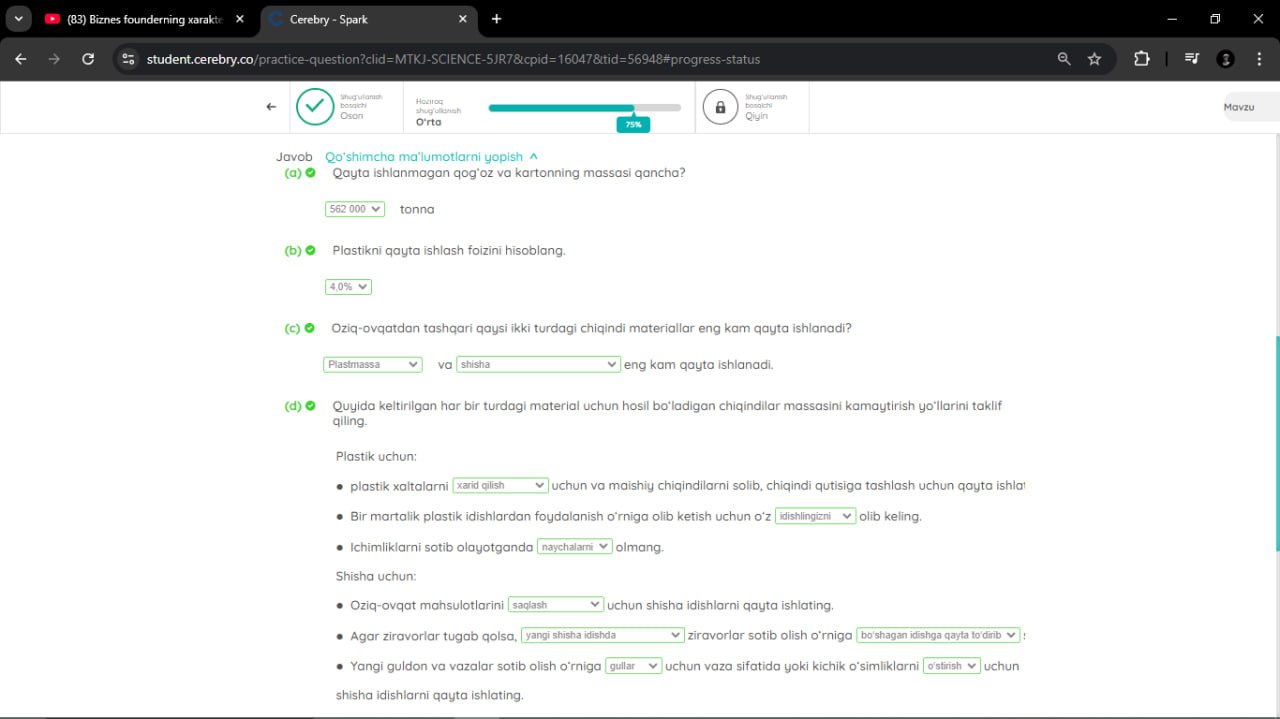 (83) Biznes founderning xarakte
Cerebry - Spark
student.cerebry.co/practice-question?clid=MTKJ-SCIENCE-5JR7&cpid=16047&tid=56948#progress-status
Shug'ullanish bosqichi Oson
Hozirgi shug'ullanish O'rta
75%
Shug'ullanish bosqichi Qiyin
Mavzu
Javob Qo'shimcha ma'lumotlarni yopish
(a) Qayta ishlanmagan qog'oz va kartonning massasi qancha?
562 000 tonna
(b) Plastikni qayta ishlash foizini hisoblang.
4,0%
(c) Oziq-ovqatdan tashqari qaysi ikki turdagi chiqindi materiallar eng kam qayta ishlanadi?
Plastmassa va shisha eng kam qayta ishlanadi.
(d) Quyida keltirilgan har bir turdagi material uchun hosil bo'ladigan chiqindilar massasini kamaytirish yo'llarini taklif
qiling.
Plastik uchun:
● plastik xaltalarni xarid qilish uchun va maishiy chiqindilarni solib, chiqindi qutisiga tashlash uchun qayta ishlat
● Bir martalik plastik idishlardan foydalanish o'rniga olib ketish uchun o'z idishlingizni olib keling.
● Ichimliklarni sotib olayotganda naychalarni olmang.
Shisha uchun:
● Oziq-ovqat mahsulotlarini saqlash uchun shisha idishlarni qayta ishlating.
● Agar ziravorlar tugab qolsa, yangi shisha idishda ziravorlar sotib olish o'rniga bo'shagan idishga qayta to'dirib
● Yangi guldon va vazalar sotib olish o'rniga gullar uchun vaza sifatida yoki kichik o'simliklarni o'stirish uchun
shisha idishlarni qayta ishlating.